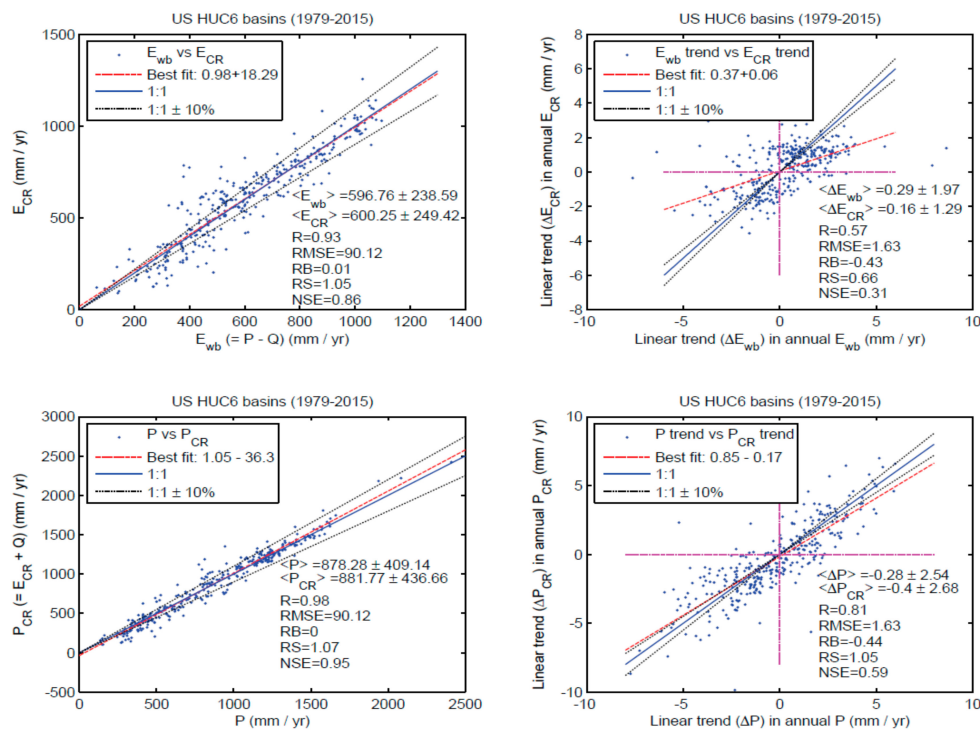 US HUC6 basins (1979-2015)
1500
1000
500
0
E_CR (mm / yr)
E_wb vs E_CR
Best fit: 0.98+18.29
1:1
1:1 ± 10%
<E_wb> =596.76 ± 238.59
<E_CR> =600.25 ± 249.42
R=0.93
RMSE=90.12
RB=0.01
RS=1.05
NSE=0.86
0 200 400 600 800 1000 1200 1400
E_wb (= P - Q) (mm / yr)
US HUC6 basins (1979-2015)
8
6
4
2
0
-2
-4
-6
-8
Linear trend (ΔE_CR) in annual E_CR (mm / yr)
E_wb trend vs E_CR trend
Best fit: 0.37+0.06
1:1
1:1 ± 10%
<ΔE_wb> =0.29 ± 1.97
<ΔE_CR> =0.16 ± 1.29
R=0.57
RMSE=1.63
RB=-0.43
RS=0.66
NSE=0.31
-10 -5 0 5 10
Linear trend (ΔE_wb) in annual E_wb (mm / yr)
US HUC6 basins (1979-2015)
3000
2500
2000
1500
1000
500
0
-500
P_CR (= E_CR + Q) (mm / yr)
P vs P_CR
Best fit: 1.05 - 36.3
1:1
1:1 ± 10%
<P> =878.28 ± 409.14
<P_CR> =881.77 ± 436.66
R=0.98
RMSE=90.12
RB=0
RS=1.07
NSE=0.95
0 500 1000 1500 2000 2500
P (mm / yr)
US HUC6 basins (1979-2015)
10
5
0
-5
-10
Linear trend (ΔP_CR) in annual P_CR (mm / yr)
P trend vs P_CR trend
Best fit: 0.85 - 0.17
1:1
1:1 ± 10%
<ΔP> =-0.28 ± 2.54
<ΔP_CR> =-0.4 ± 2.68
R=0.81
RMSE=1.63
RB=-0.44
RS=1.05
NSE=0.59
-10 -5 0 5 10
Linear trend (ΔP) in annual P (mm / yr)